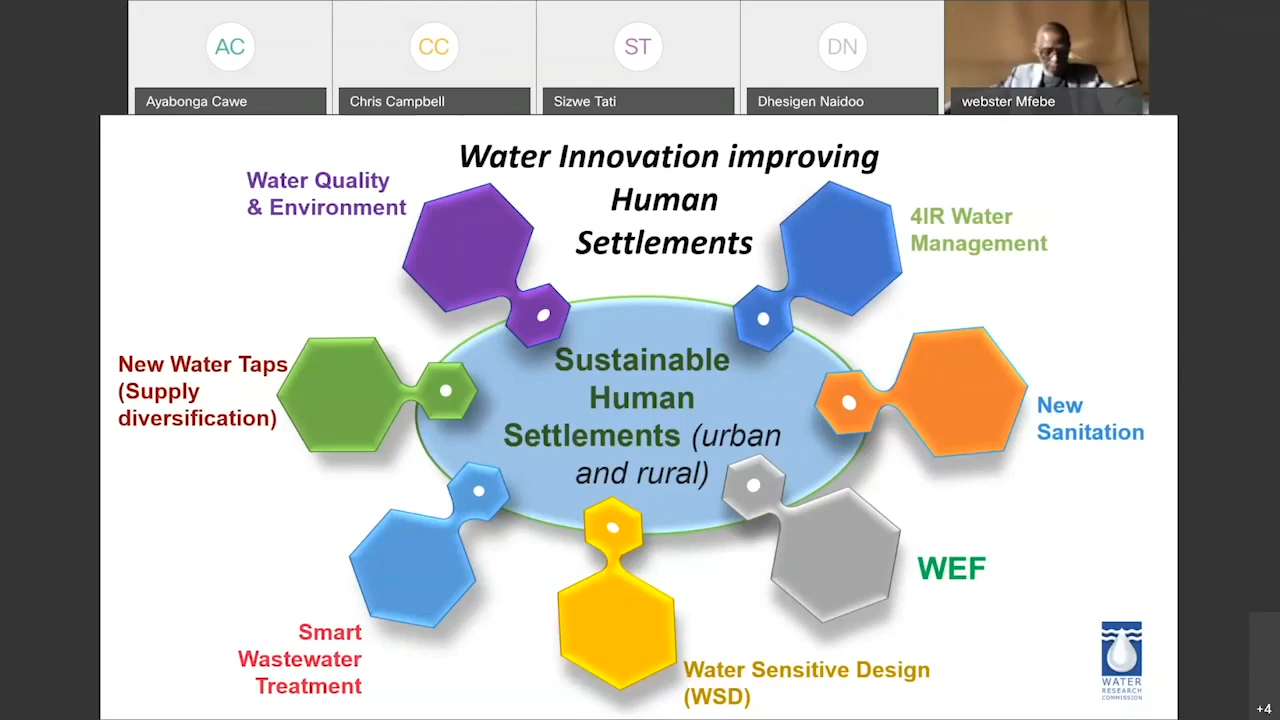 AC
CC
ST
DN
Ayabonga Cawe
Chris Campbell
Sizwe Tati
Dhesigen Naidoo
webster Mfebe
Water Innovation improving
Human
Settlements
Water Quality
& Environment
4IR Water
Management
New Water Taps
(Supply
diversification)
Sustainable
Human
Settlements (urban
and rural)
New
Sanitation
WEF
Smart
Wastewater
Treatment
Water Sensitive Design
(WSD)
WATER
RESEARCH
COMMISSION
+4